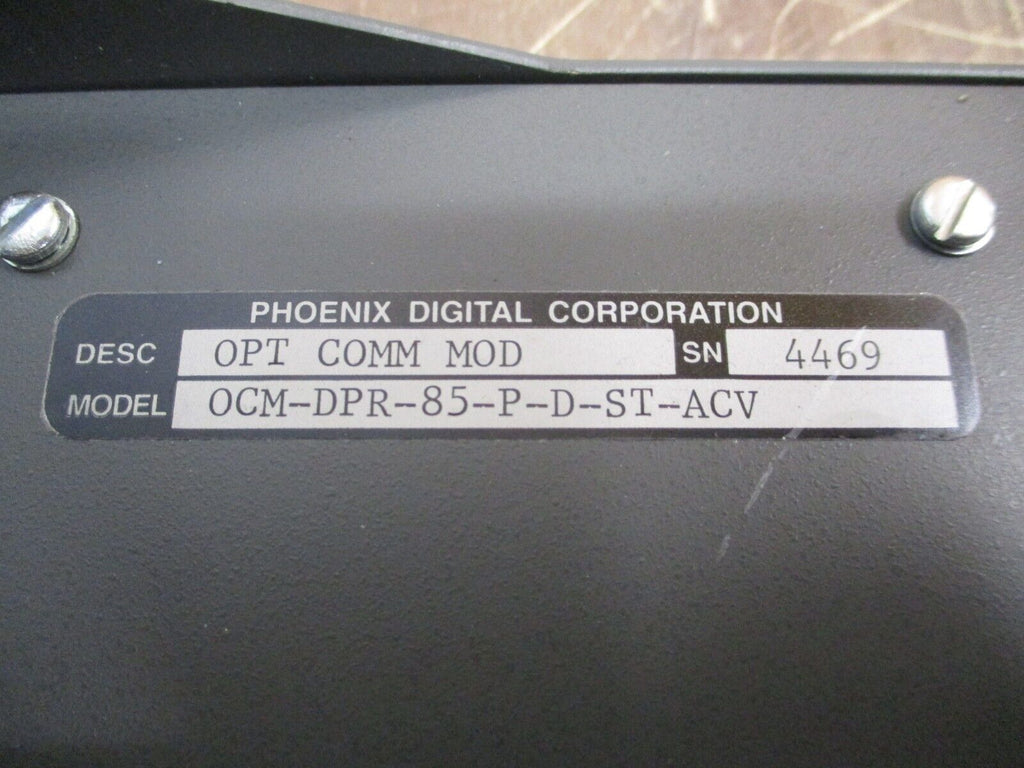 PHOENIX DIGITAL CORPORATION
DESC OPT COMM MOD SN 4469
MODEL OCM-DPR-85-P-D-ST-ACV